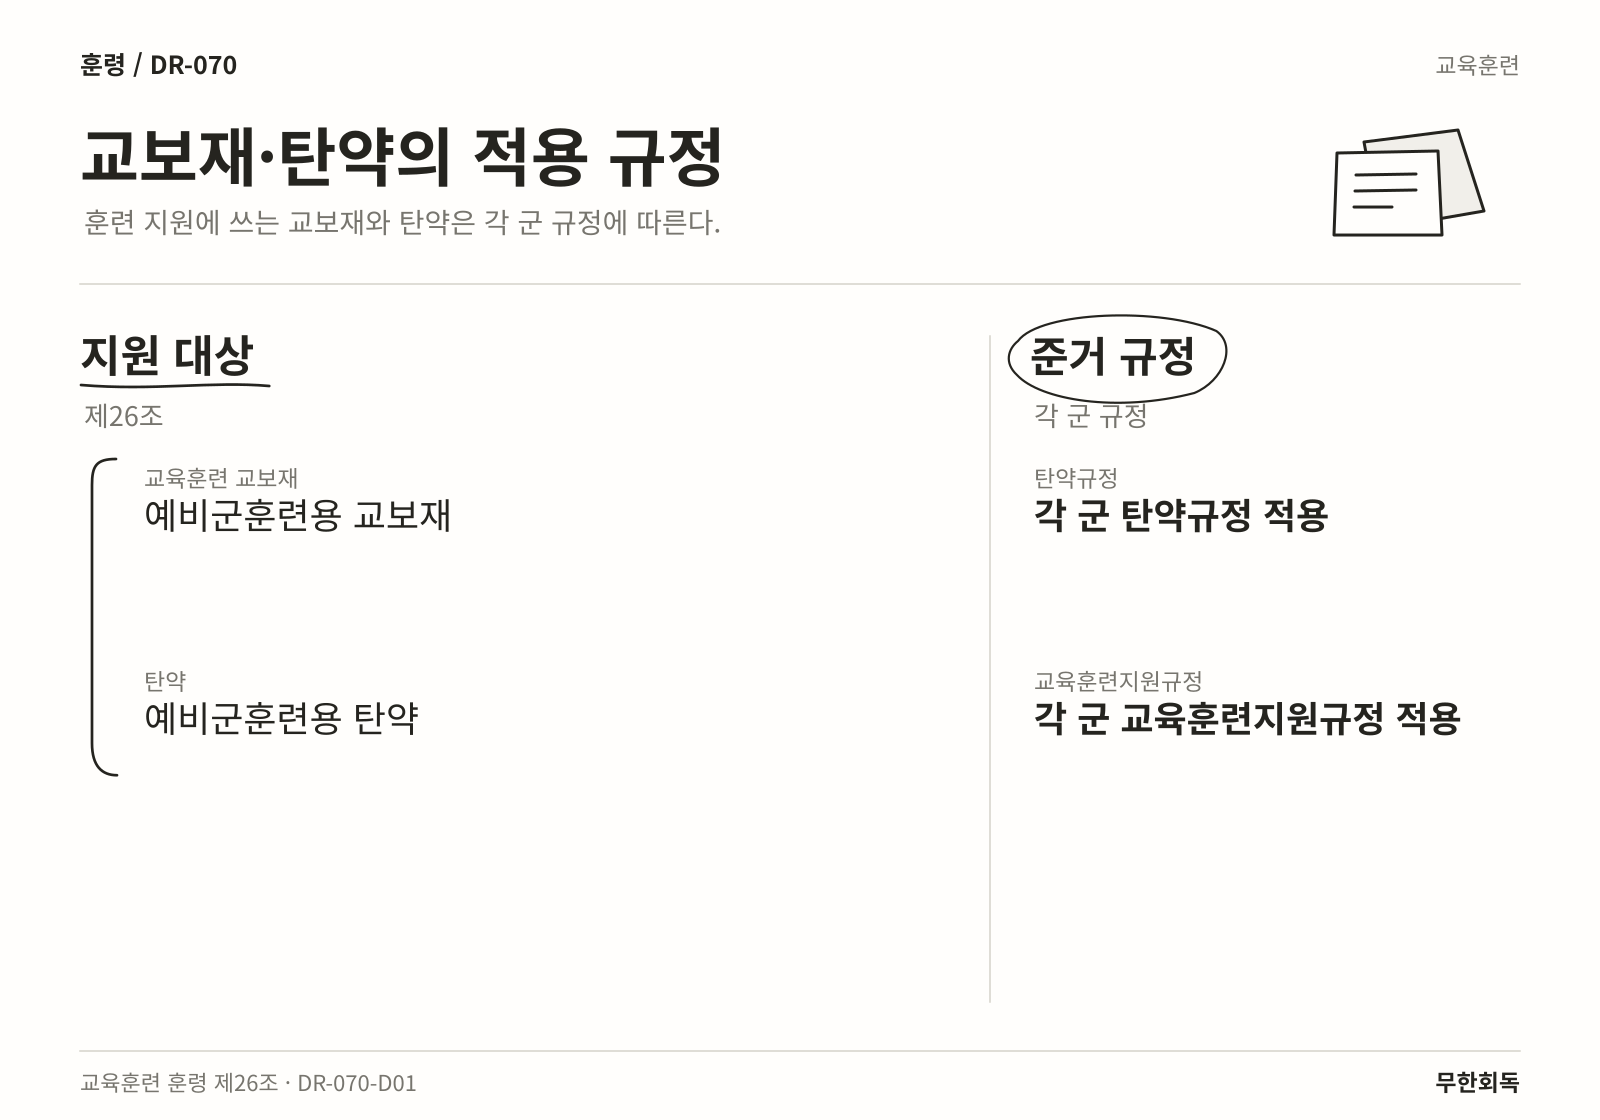 훈령 / DR-070
교육훈련
교보재·탄약의 적용 규정
훈련 지원에 쓰는 교보재와 탄약은 각 군 규정에 따른다.
지원 대상
제26조
교육훈련 교보재
예비군훈련용 교보재
탄약
예비군훈련용 탄약
준거 규정
각 군 규정
탄약규정
각 군 탄약규정 적용
교육훈련지원규정
각 군 교육훈련지원규정 적용
교육훈련 훈령 제26조 · DR-070-D01
무한회독